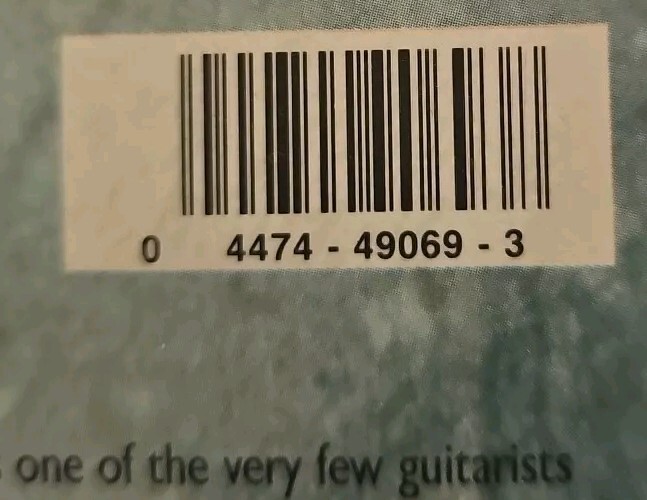 0 4474 - 49069 - 3
one of the very few guitarists